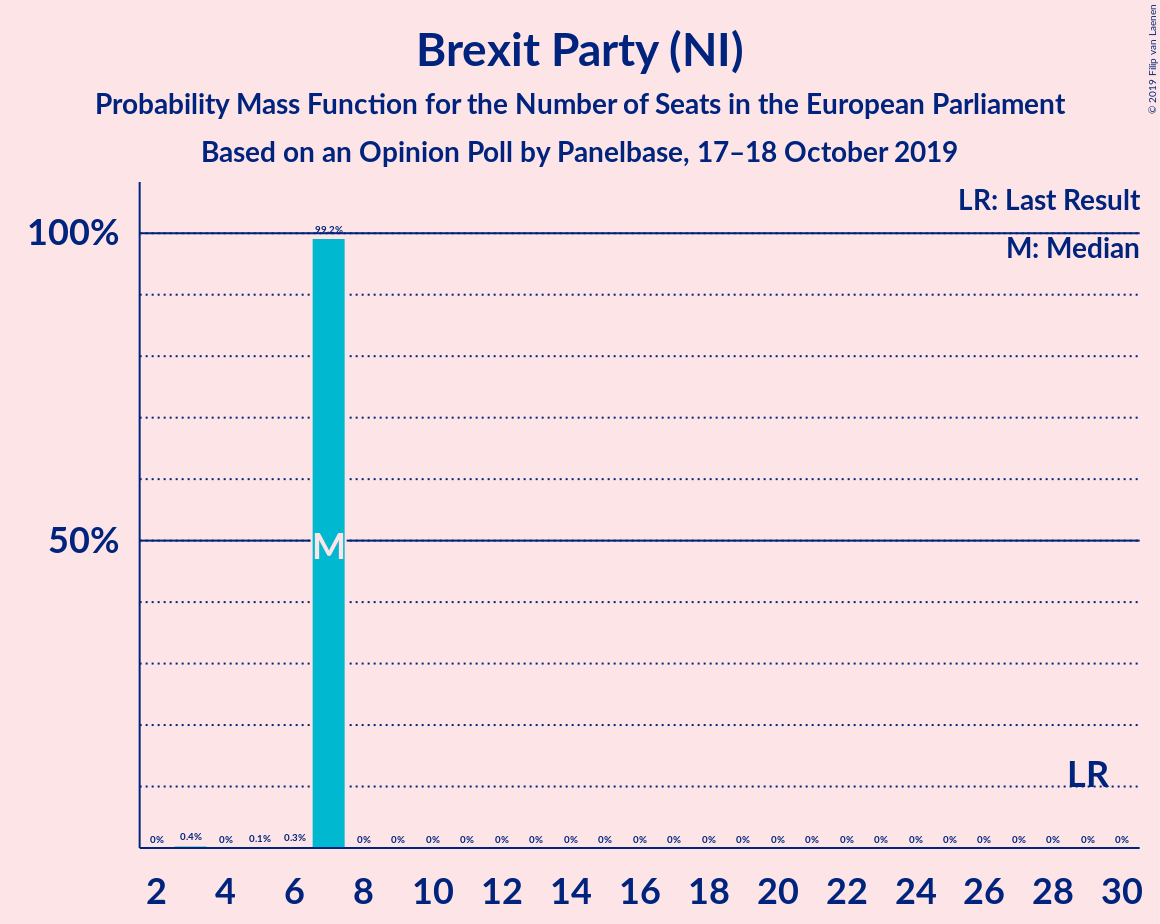 Brexit Party (NI)
Probability Mass Function for the Number of Seats in the European Parliament
Based on an Opinion Poll by Panelbase, 17–18 October 2019
© 2019 Filip van Laenen
LR: Last Result
M: Median
100%
50%
99.2%
M
LR
0% 0.4% 0% 0.1% 0.3% 0% 0% 0% 0% 0% 0% 0% 0% 0% 0% 0% 0% 0% 0% 0% 0% 0% 0% 0% 0% 0% 0% 0%
2 4 6 8 10 12 14 16 18 20 22 24 26 28 30